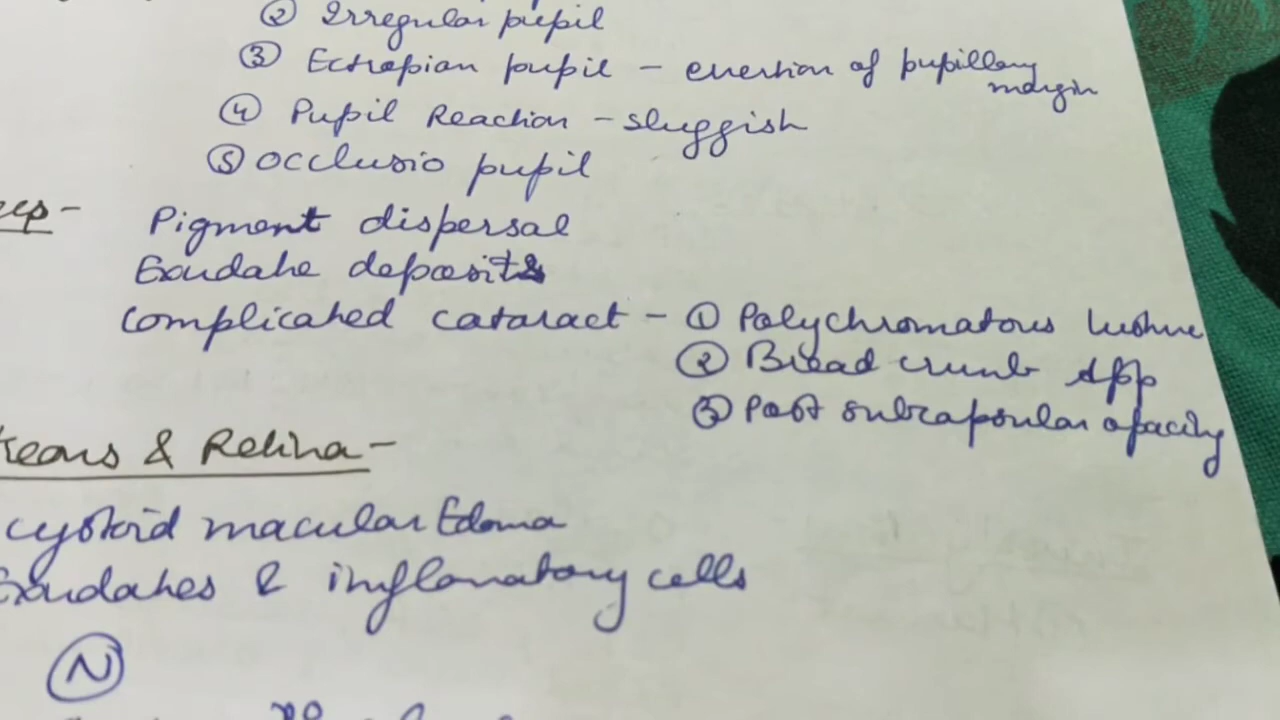 ② Irregular pupil
③ Ectropian pupil - eversion of pupillary margin
④ Pupil Reaction - sluggish
⑤ occlusio pupil
Pigment dispersal
Exudate deposits
Complicated cataract - ① Polychromatous lustre
② Bread crumb App
③ Post subcapsular opacity
& Retina -
cystoid macular Edema
Exudates & inflamatory cells
Ⓝ